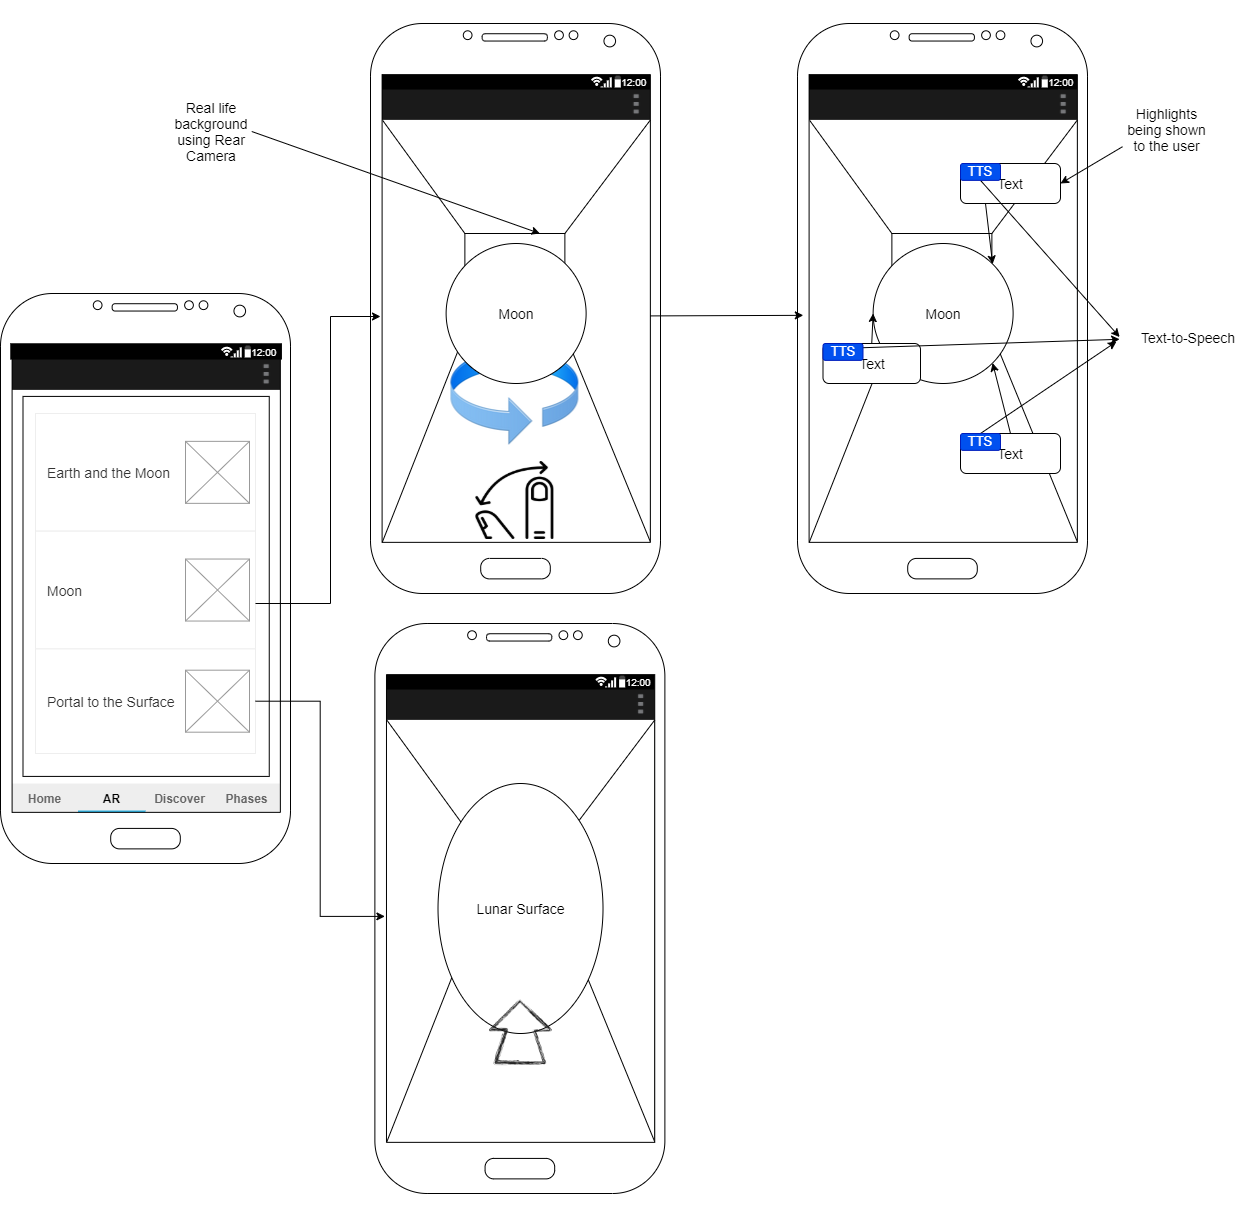 12:00
12:00
Real life
background
using Rear
Camera
Highlights
being shown
to the user
TTS
Text
Moon
Moon
Text-to-Speech
TTS
Text
TTS
Text
12:00
Earth and the Moon
Moon
Portal to the Surface
Home AR Discover Phases
12:00
Lunar Surface